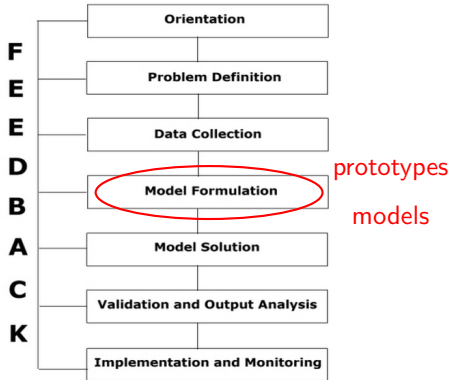 Orientation
Problem Definition
Data Collection
Model Formulation
Model Solution
Validation and Output Analysis
Implementation and Monitoring
F
E
E
D
B
A
C
K
prototypes
models